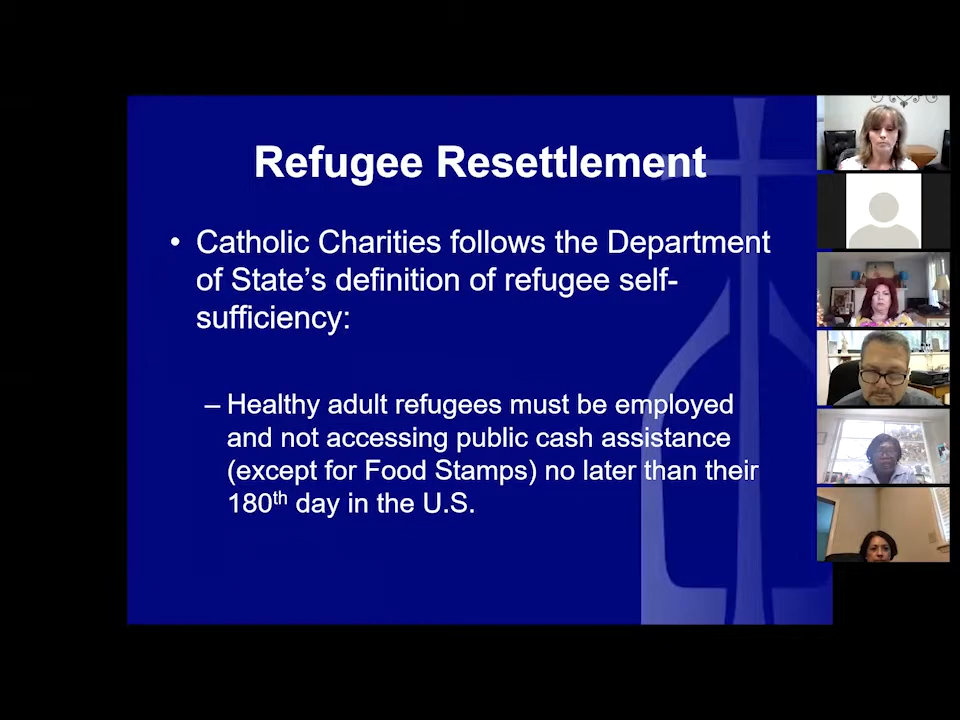 Refugee Resettlement
• Catholic Charities follows the Department
of State’s definition of refugee self-
sufficiency:
– Healthy adult refugees must be employed
and not accessing public cash assistance
(except for Food Stamps) no later than their
180th day in the U.S.